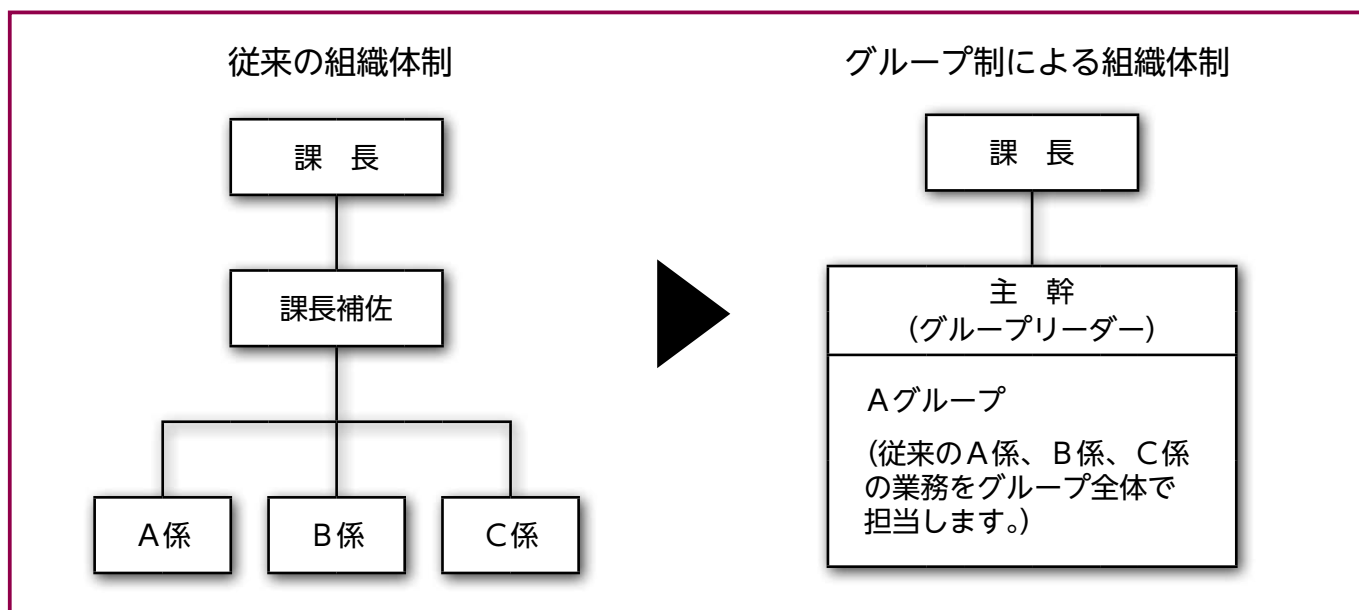 従来の組織体制
課　長
課長補佐
Ａ係
Ｂ係
Ｃ係
グループ制による組織体制
課　長
主　幹
（グループリーダー）
Ａグループ
（従来のＡ係、Ｂ係、Ｃ係
の業務をグループ全体で
担当します。）